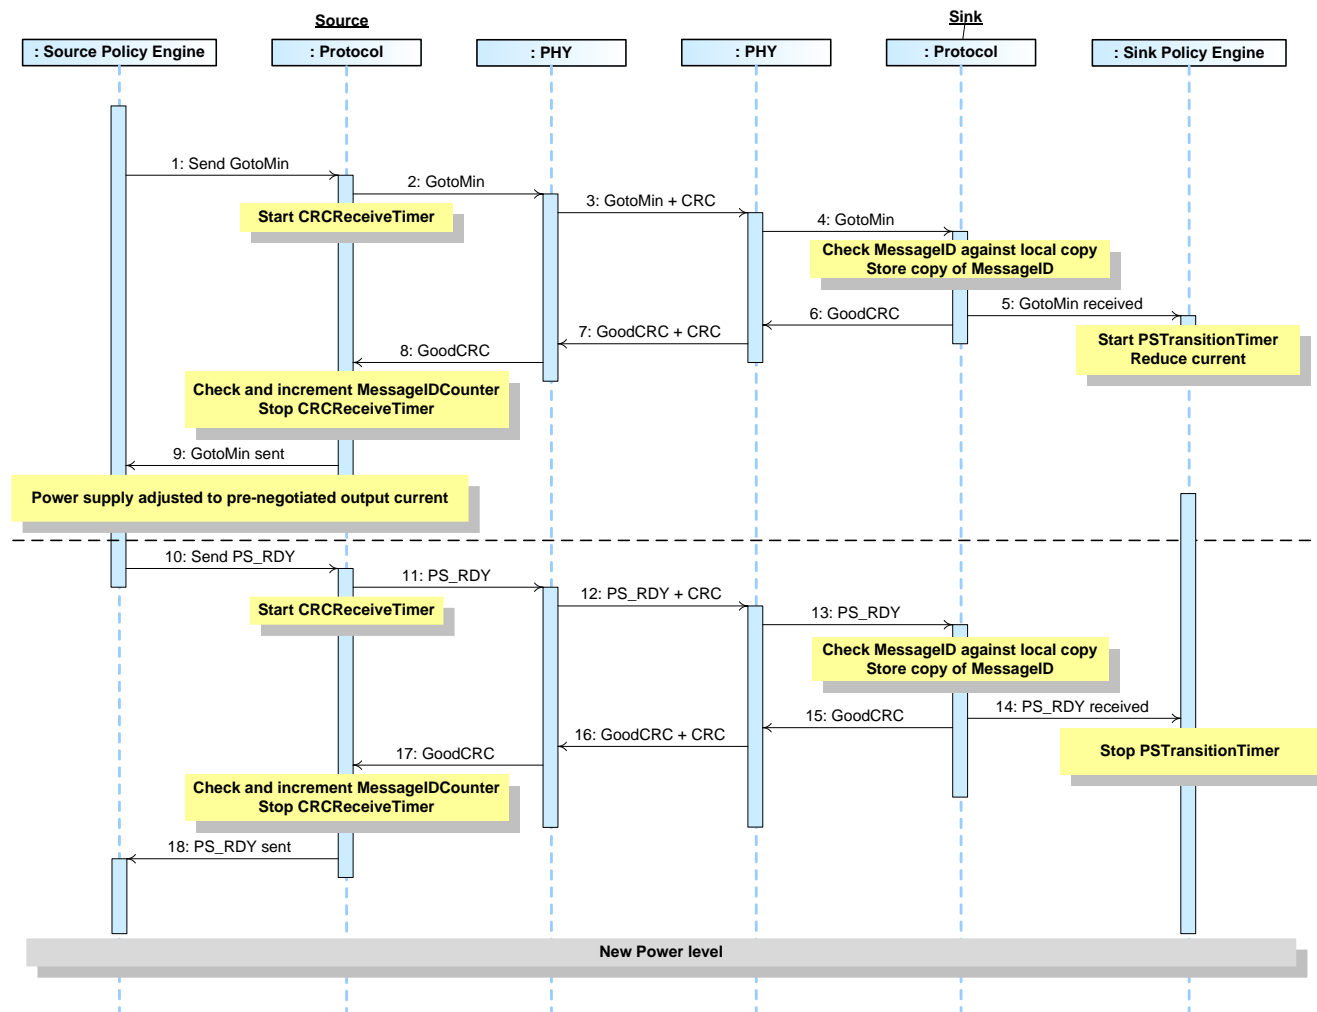 Source
Sink
: Source Policy Engine
: Protocol
: PHY
: PHY
: Protocol
: Sink Policy Engine
1: Send GotoMin
2: GotoMin
Start CRCReceiveTimer
3: GotoMin + CRC
4: GotoMin
Check MessageID against local copy
Store copy of MessageID
5: GotoMin received
6: GoodCRC
7: GoodCRC + CRC
Start PSTransitionTimer
Reduce current
8: GoodCRC
Check and increment MessageIDCounter
Stop CRCReceiveTimer
9: GotoMin sent
Power supply adjusted to pre-negotiated output current
10: Send PS_RDY
11: PS_RDY
Start CRCReceiveTimer
12: PS_RDY + CRC
13: PS_RDY
Check MessageID against local copy
Store copy of MessageID
14: PS_RDY received
15: GoodCRC
16: GoodCRC + CRC
Stop PSTransitionTimer
17: GoodCRC
Check and increment MessageIDCounter
Stop CRCReceiveTimer
18: PS_RDY sent
New Power level